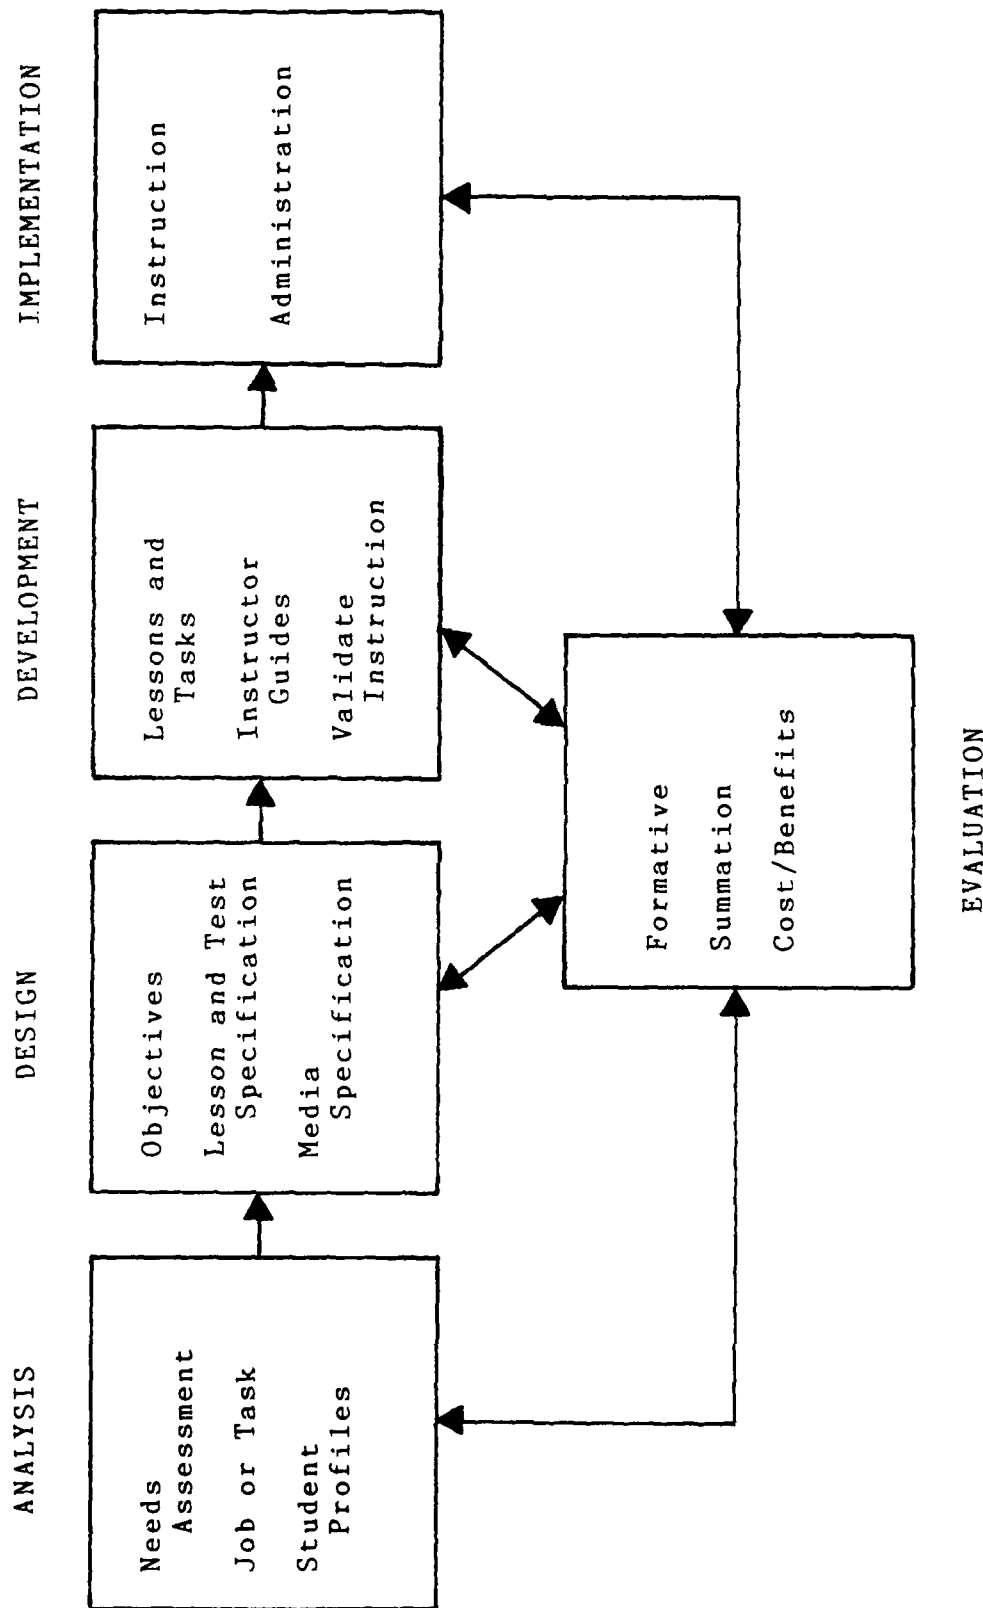 ANALYSIS
Needs
Assessment
Job or Task
Student
Profiles
DESIGN
Objectives
Lesson and Test
Specification
Media
Specification
DEVELOPMENT
Lessons and
Tasks
Instructor
Guides
Validate
Instruction
IMPLEMENTATION
Instruction
Administration
Formative
Summation
Cost/Benefits
EVALUATION